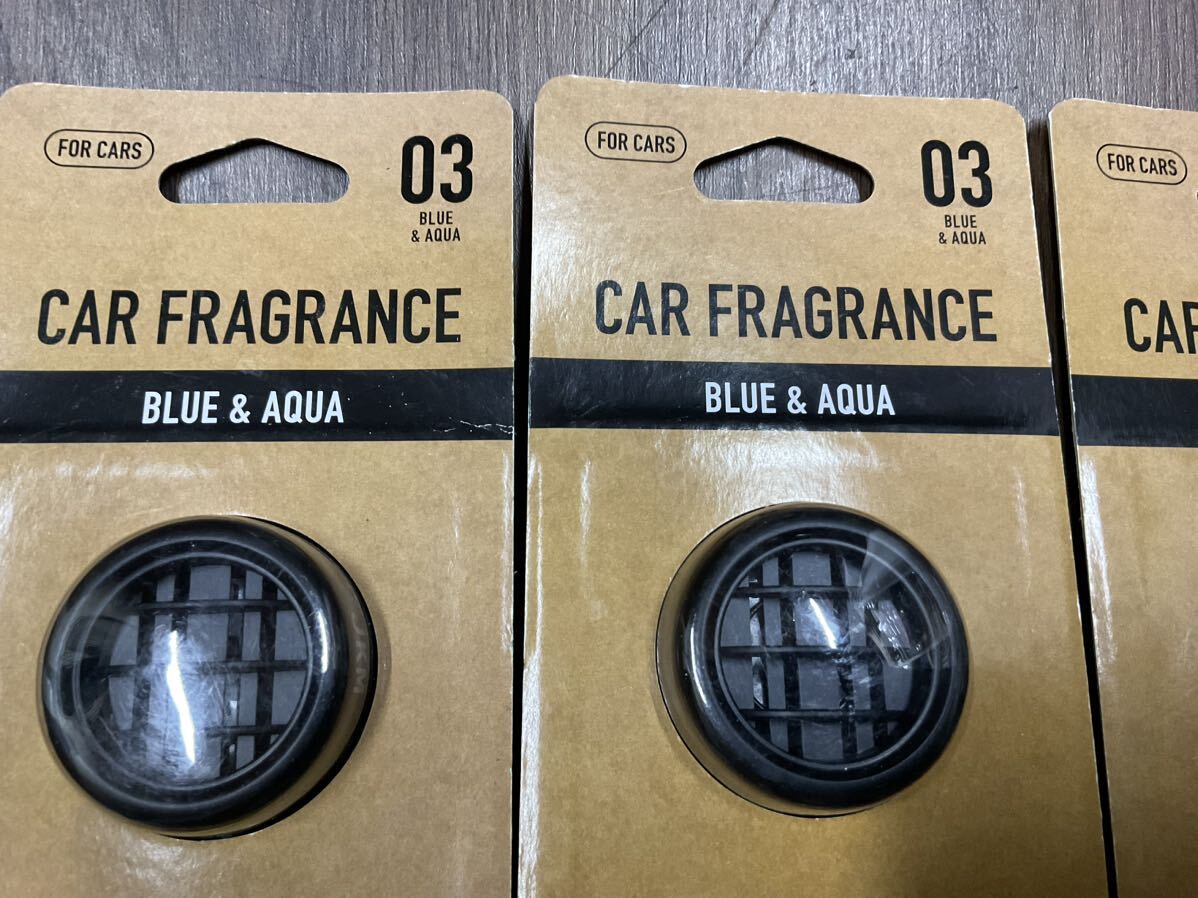 FOR CARS
03
BLUE
& AQUA
CAR FRAGRANCE
BLUE & AQUA
FOR CARS
03
BLUE
& AQUA
CAR FRAGRANCE
BLUE & AQUA
FOR CARS
CAR